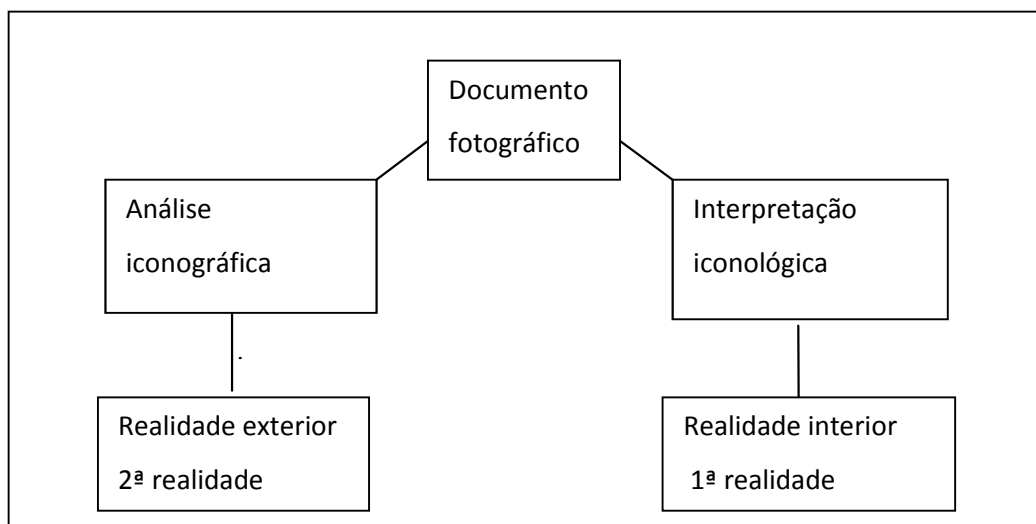 Documento
fotográfico
Análise
iconográfica
Interpretação
iconológica
Realidade exterior
2ª realidade
Realidade interior
1ª realidade